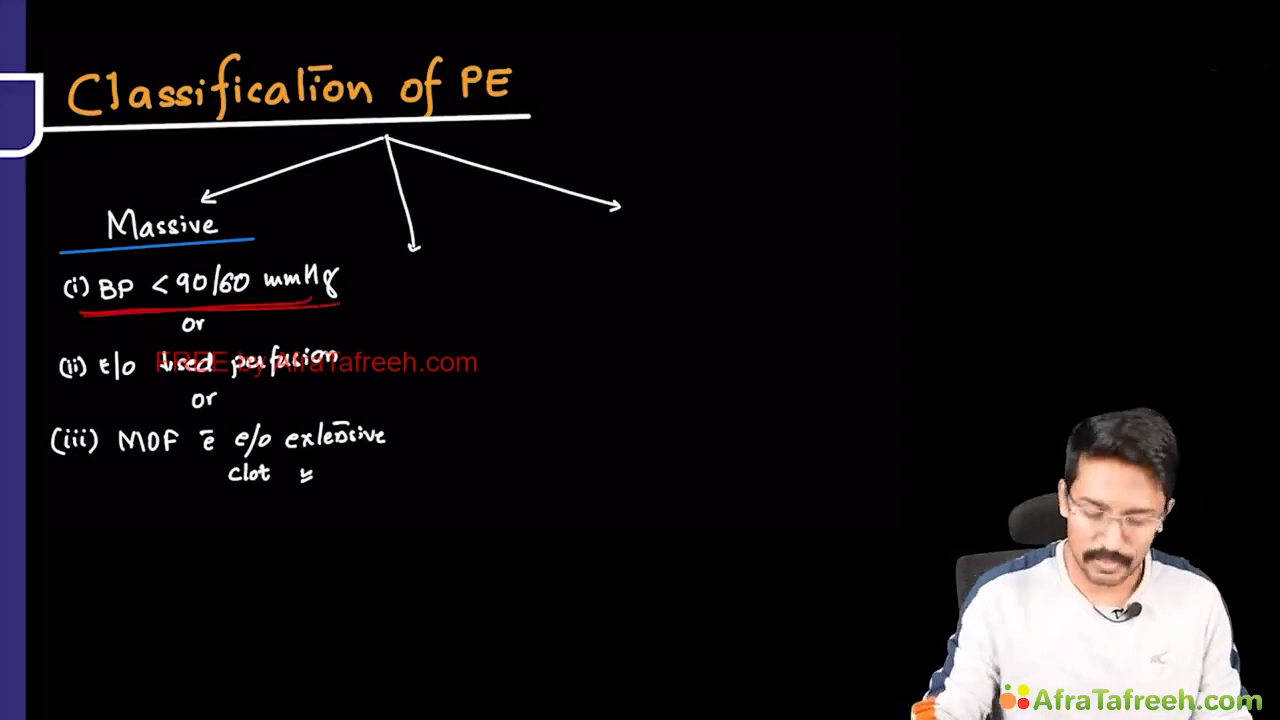 Classification of PE
Massive
(i) BP < 90/60 mmHg
or
(ii) E/o ↓sed perfusion
FREE by AfraTafreeh.com
or
(iii) MOF c̄ e/o extensive
clot
AfraTafreeh.com